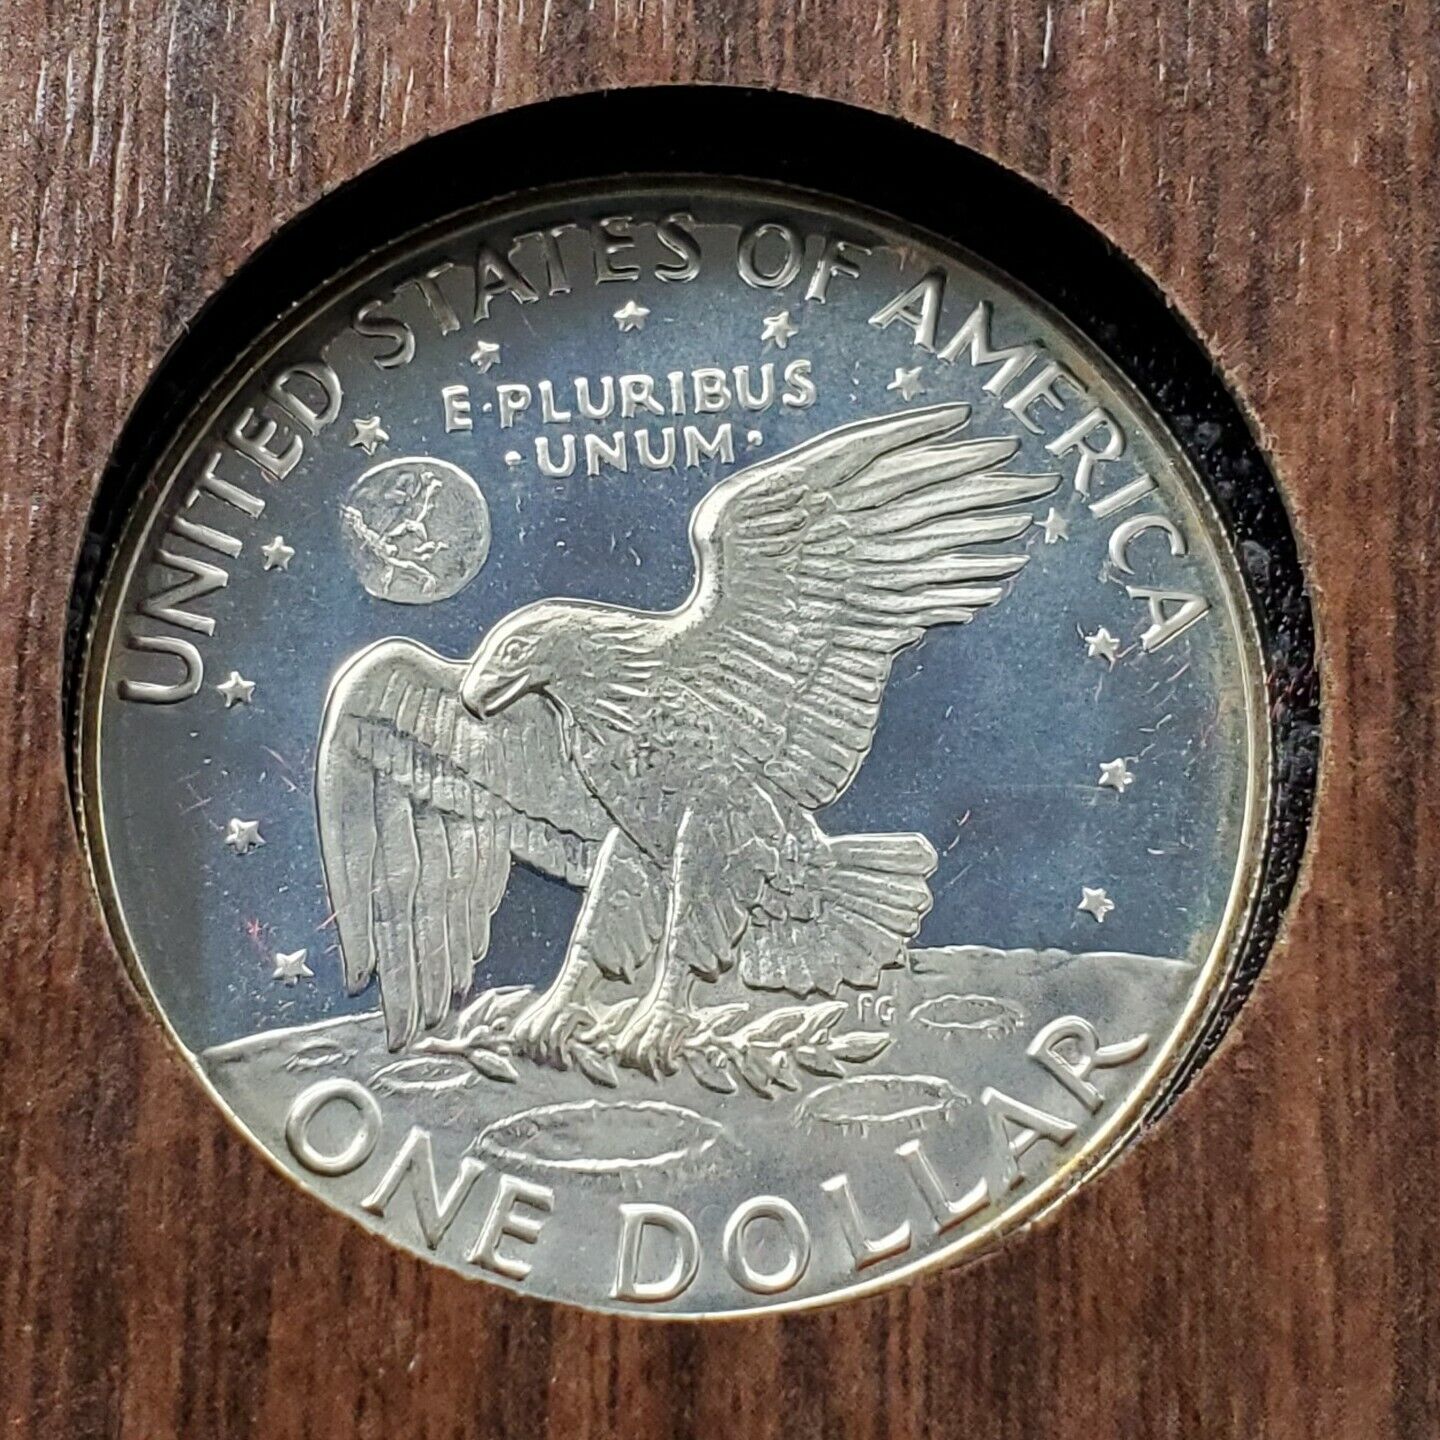 UNITED STATES OF AMERICA
E·PLURIBUS
·UNUM·
FG
ONE DOLLAR